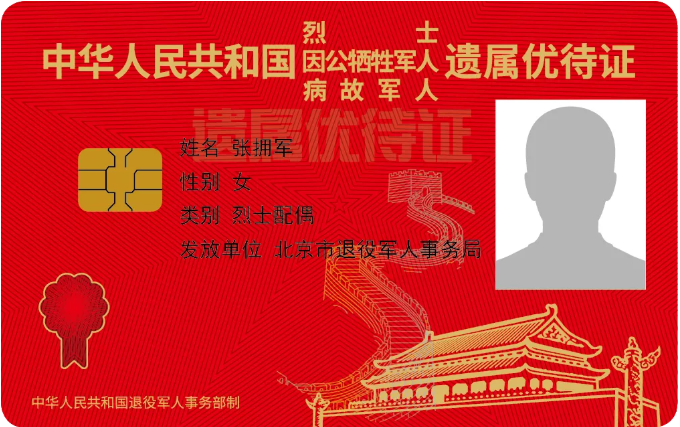 中华人民共和国烈士遗属优待证
因公牺牲军人
病故军人
遗属优待证
姓名 张拥军
性别 女
类别 烈士配偶
发放单位 北京市退役军人事务局
中华人民共和国退役军人事务部制